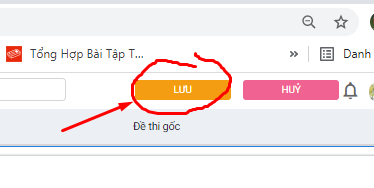 Tổng Hợp Bài Tập T...
»
Danh
LƯU
HUỶ
Đề thi gốc